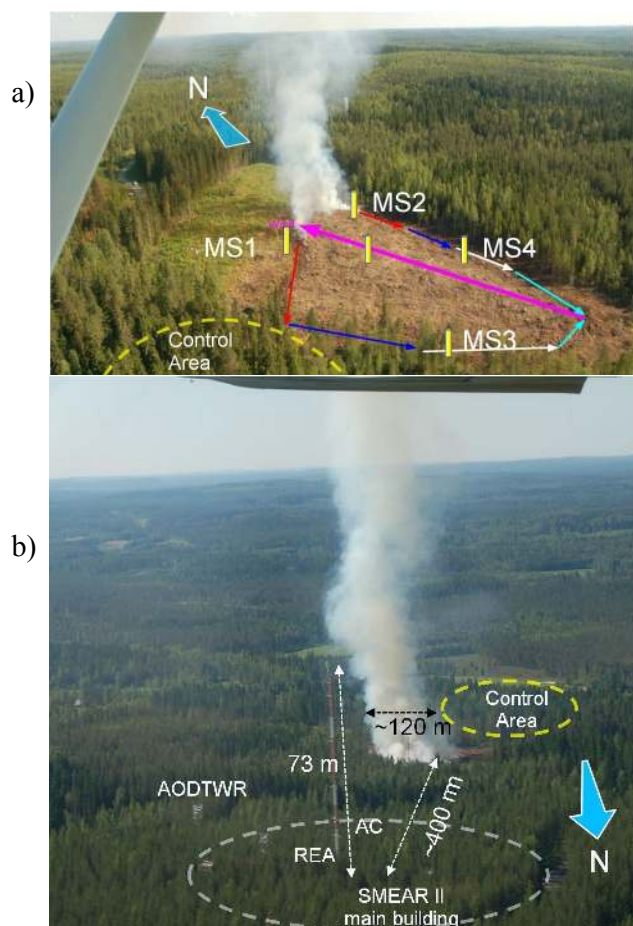 a)
N
MS2
MS1
MS4
MS3
Control
Area
b)
Control
Area
~120 m
73 m
~400 m
AODTWR
AC
REA
N
SMEAR II
main building